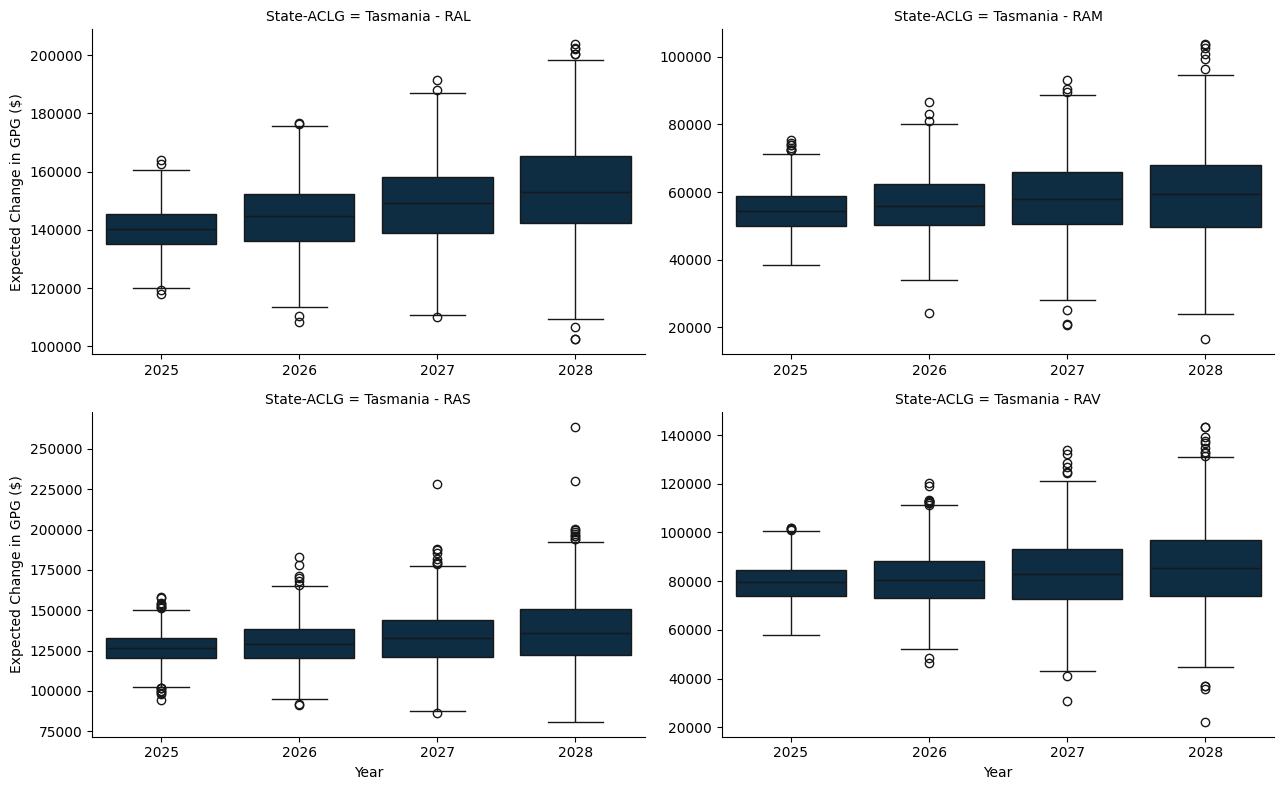 State-ACLG = Tasmania - RAL
Expected Change in GPG ($)
200000
180000
160000
140000
120000
100000
2025 2026 2027 2028
State-ACLG = Tasmania - RAM
100000
80000
60000
40000
20000
2025 2026 2027 2028
State-ACLG = Tasmania - RAS
Expected Change in GPG ($)
250000
225000
200000
175000
150000
125000
100000
75000
2025 2026 2027 2028
Year
State-ACLG = Tasmania - RAV
140000
120000
100000
80000
60000
40000
20000
2025 2026 2027 2028
Year